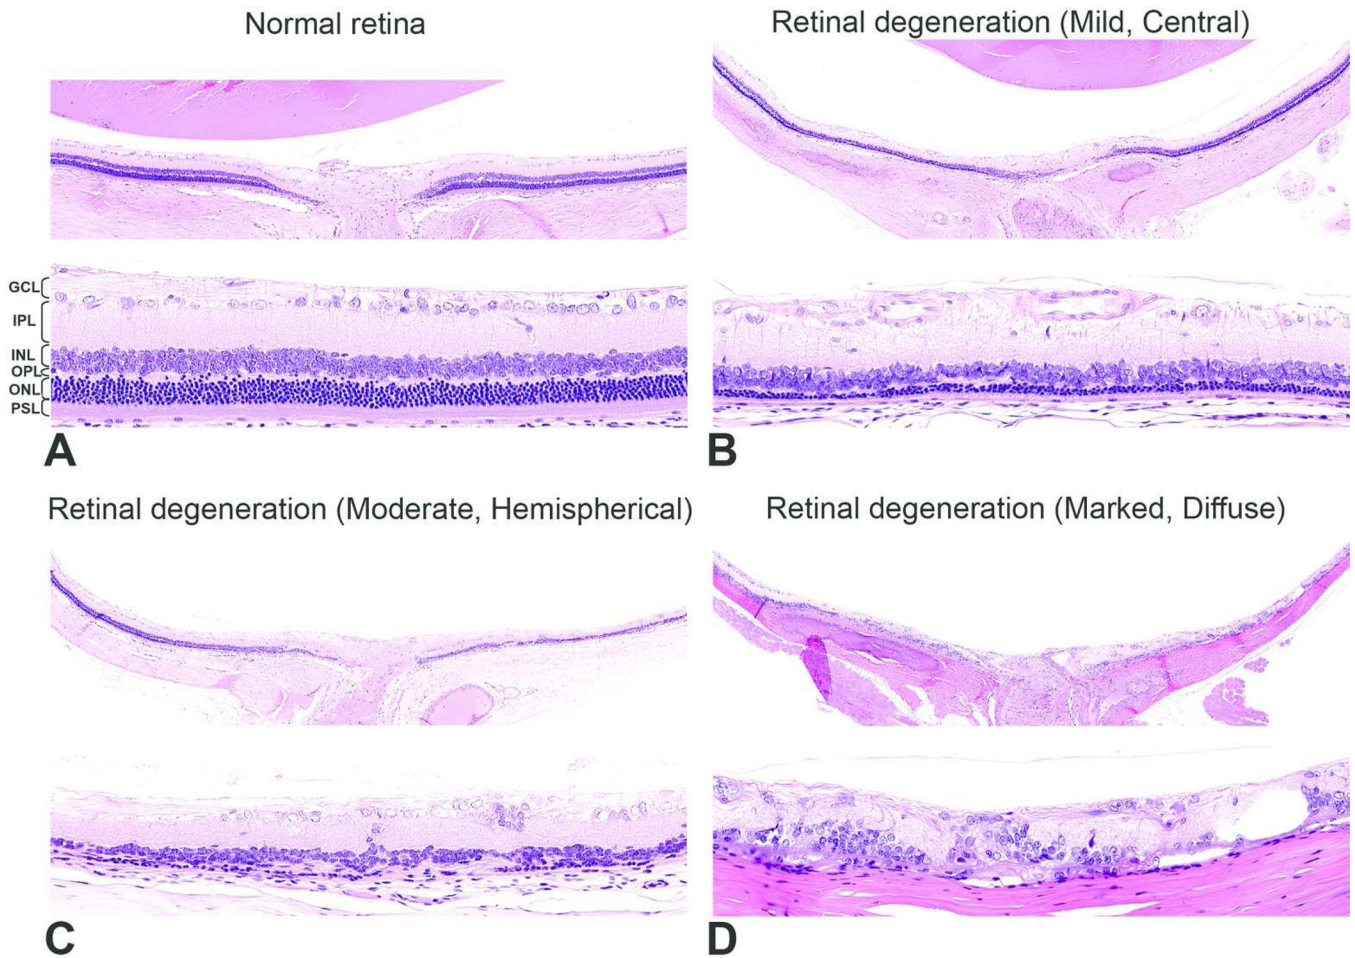 Normal retina
Retinal degeneration (Mild, Central)
GCL
IPL
INL
OPL
ONL
PSL
A
B
Retinal degeneration (Moderate, Hemispherical)
Retinal degeneration (Marked, Diffuse)
C
D